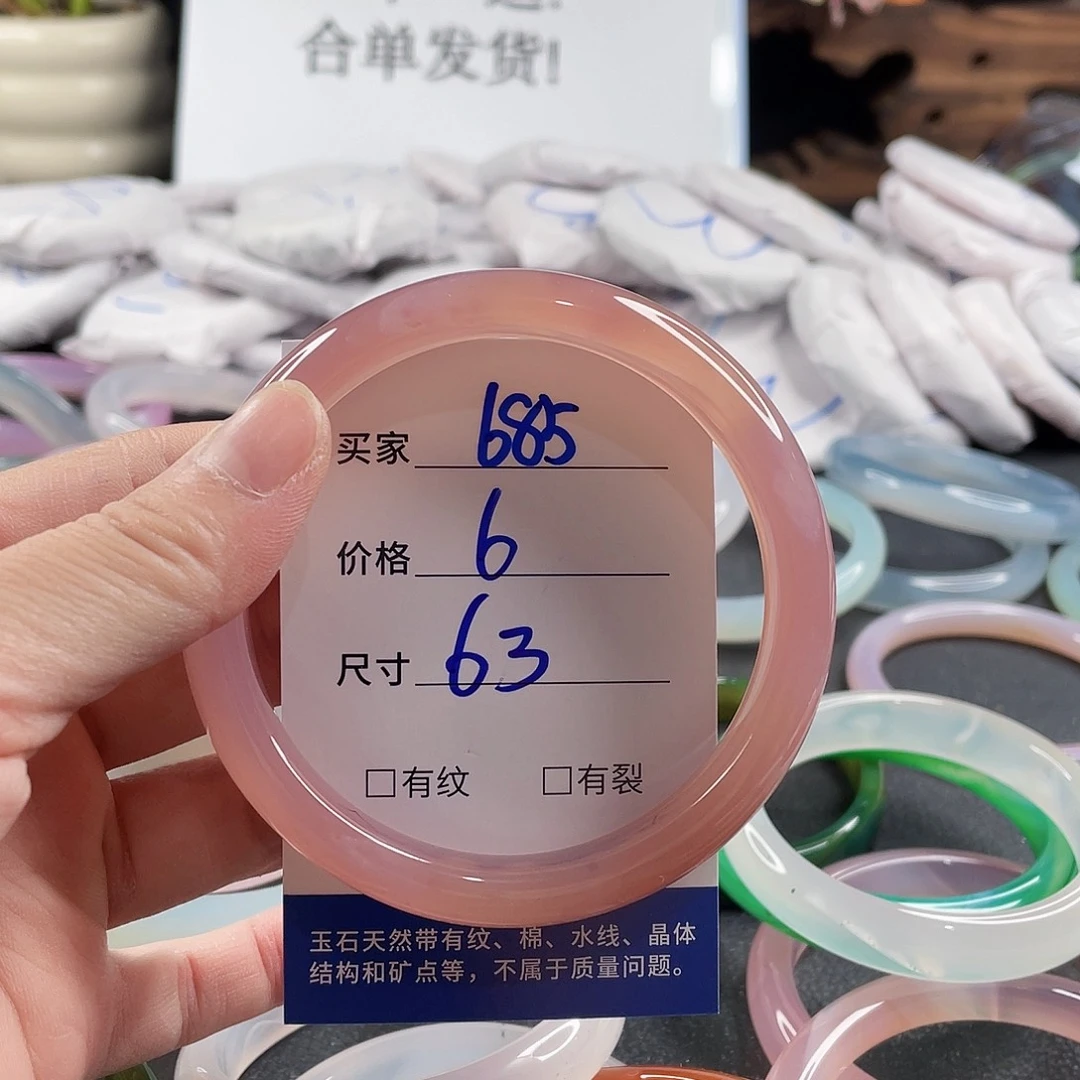 合单发货!
买家 685
价格 6
尺寸 63
□有纹 □有裂
玉石天然带有纹、棉、水线、晶体
结构和矿点等，不属于质量问题。